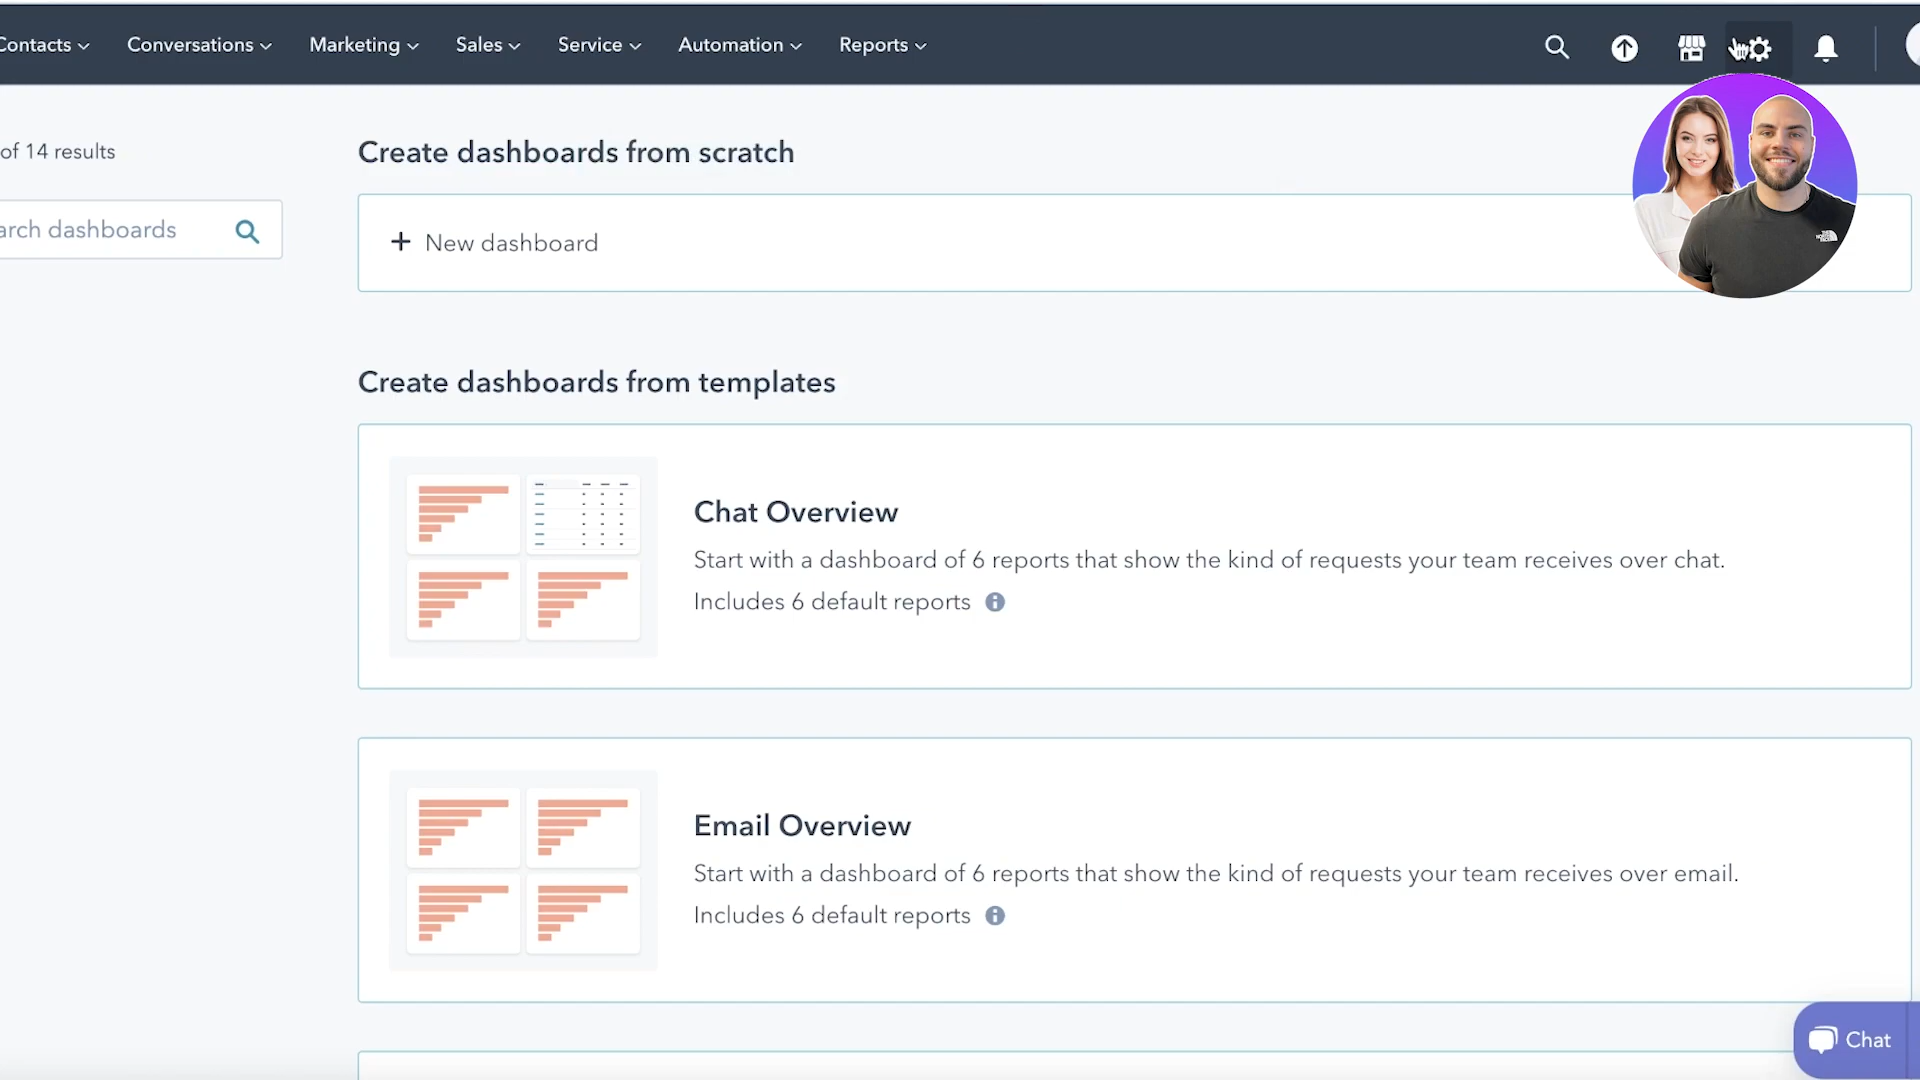 Contacts
Conversations
Marketing
Sales
Service
Automation
Reports
of 14 results
arch dashboards
Create dashboards from scratch
+ New dashboard
Create dashboards from templates
Chat Overview
Start with a dashboard of 6 reports that show the kind of requests your team receives over chat.
Includes 6 default reports
Email Overview
Start with a dashboard of 6 reports that show the kind of requests your team receives over email.
Includes 6 default reports
Chat